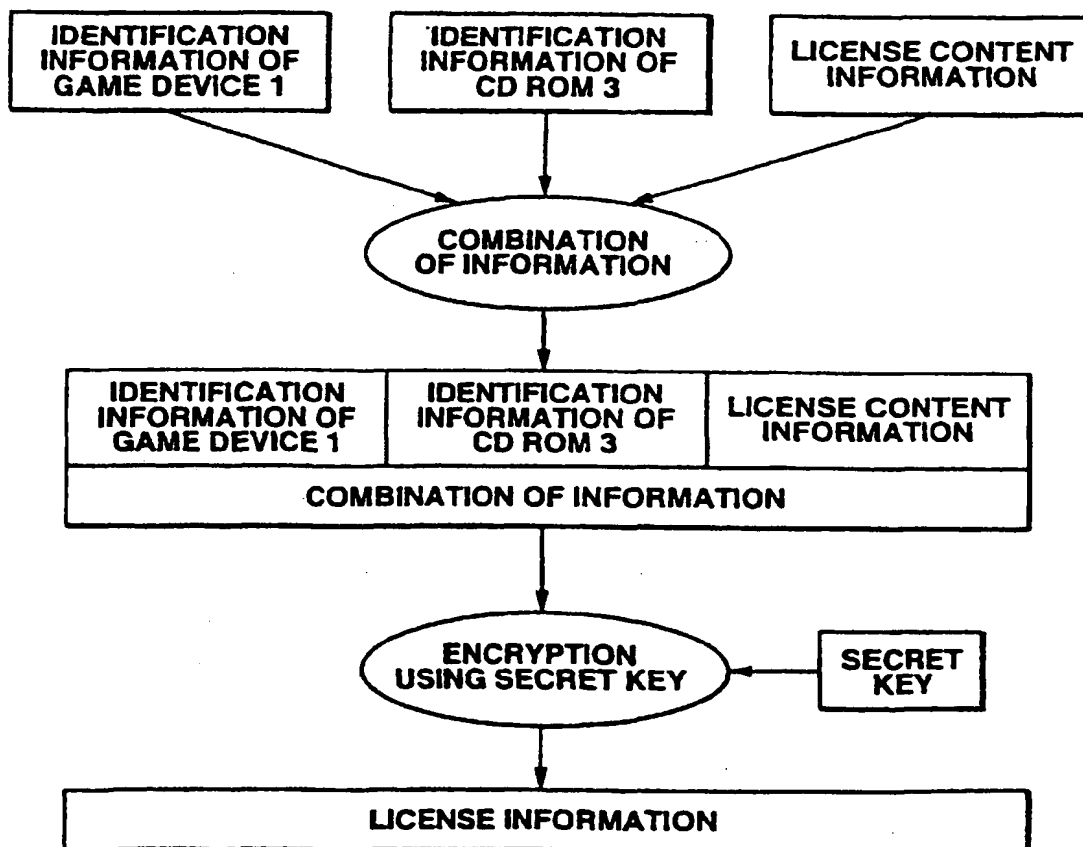 IDENTIFICATION
INFORMATION OF
GAME DEVICE 1
IDENTIFICATION
INFORMATION OF
CD ROM 3
LICENSE CONTENT
INFORMATION
COMBINATION
OF INFORMATION
IDENTIFICATION
INFORMATION OF
GAME DEVICE 1
IDENTIFICATION
INFORMATION OF
CD ROM 3
LICENSE CONTENT
INFORMATION
COMBINATION OF INFORMATION
ENCRYPTION
USING SECRET KEY
SECRET
KEY
LICENSE INFORMATION